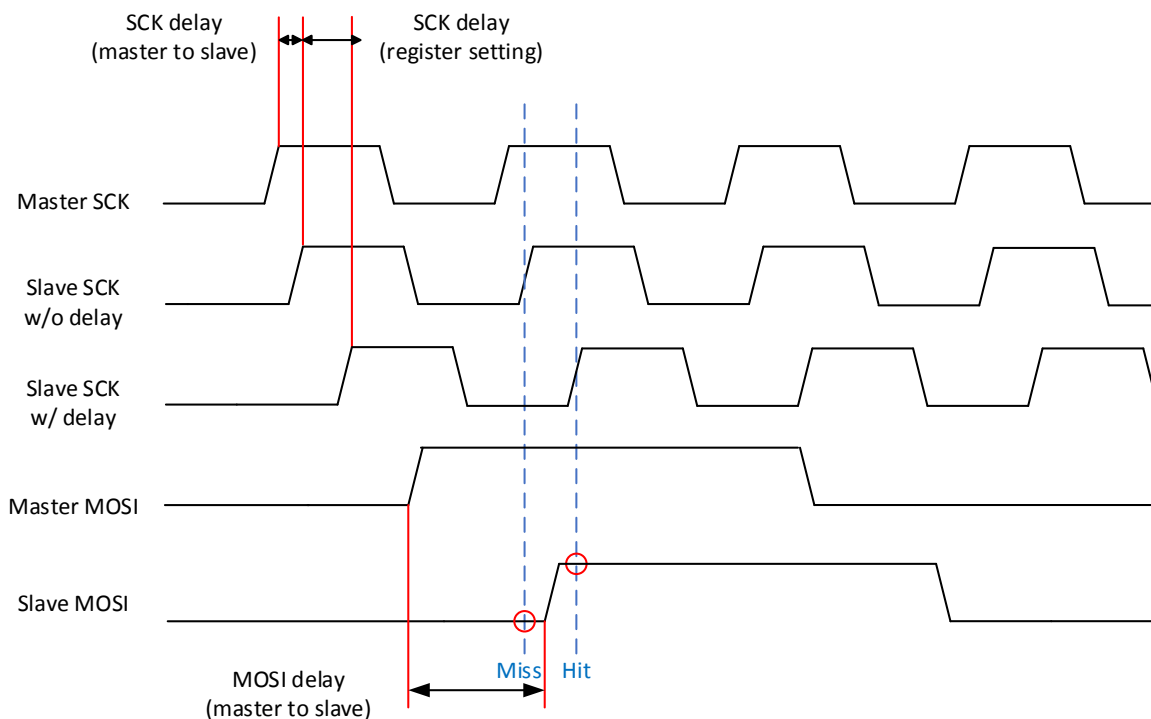 SCK delay
(master to slave)
SCK delay
(register setting)
Master SCK
Slave SCK
w/o delay
Slave SCK
w/ delay
Master MOSI
Slave MOSI
Miss
Hit
MOSI delay
(master to slave)